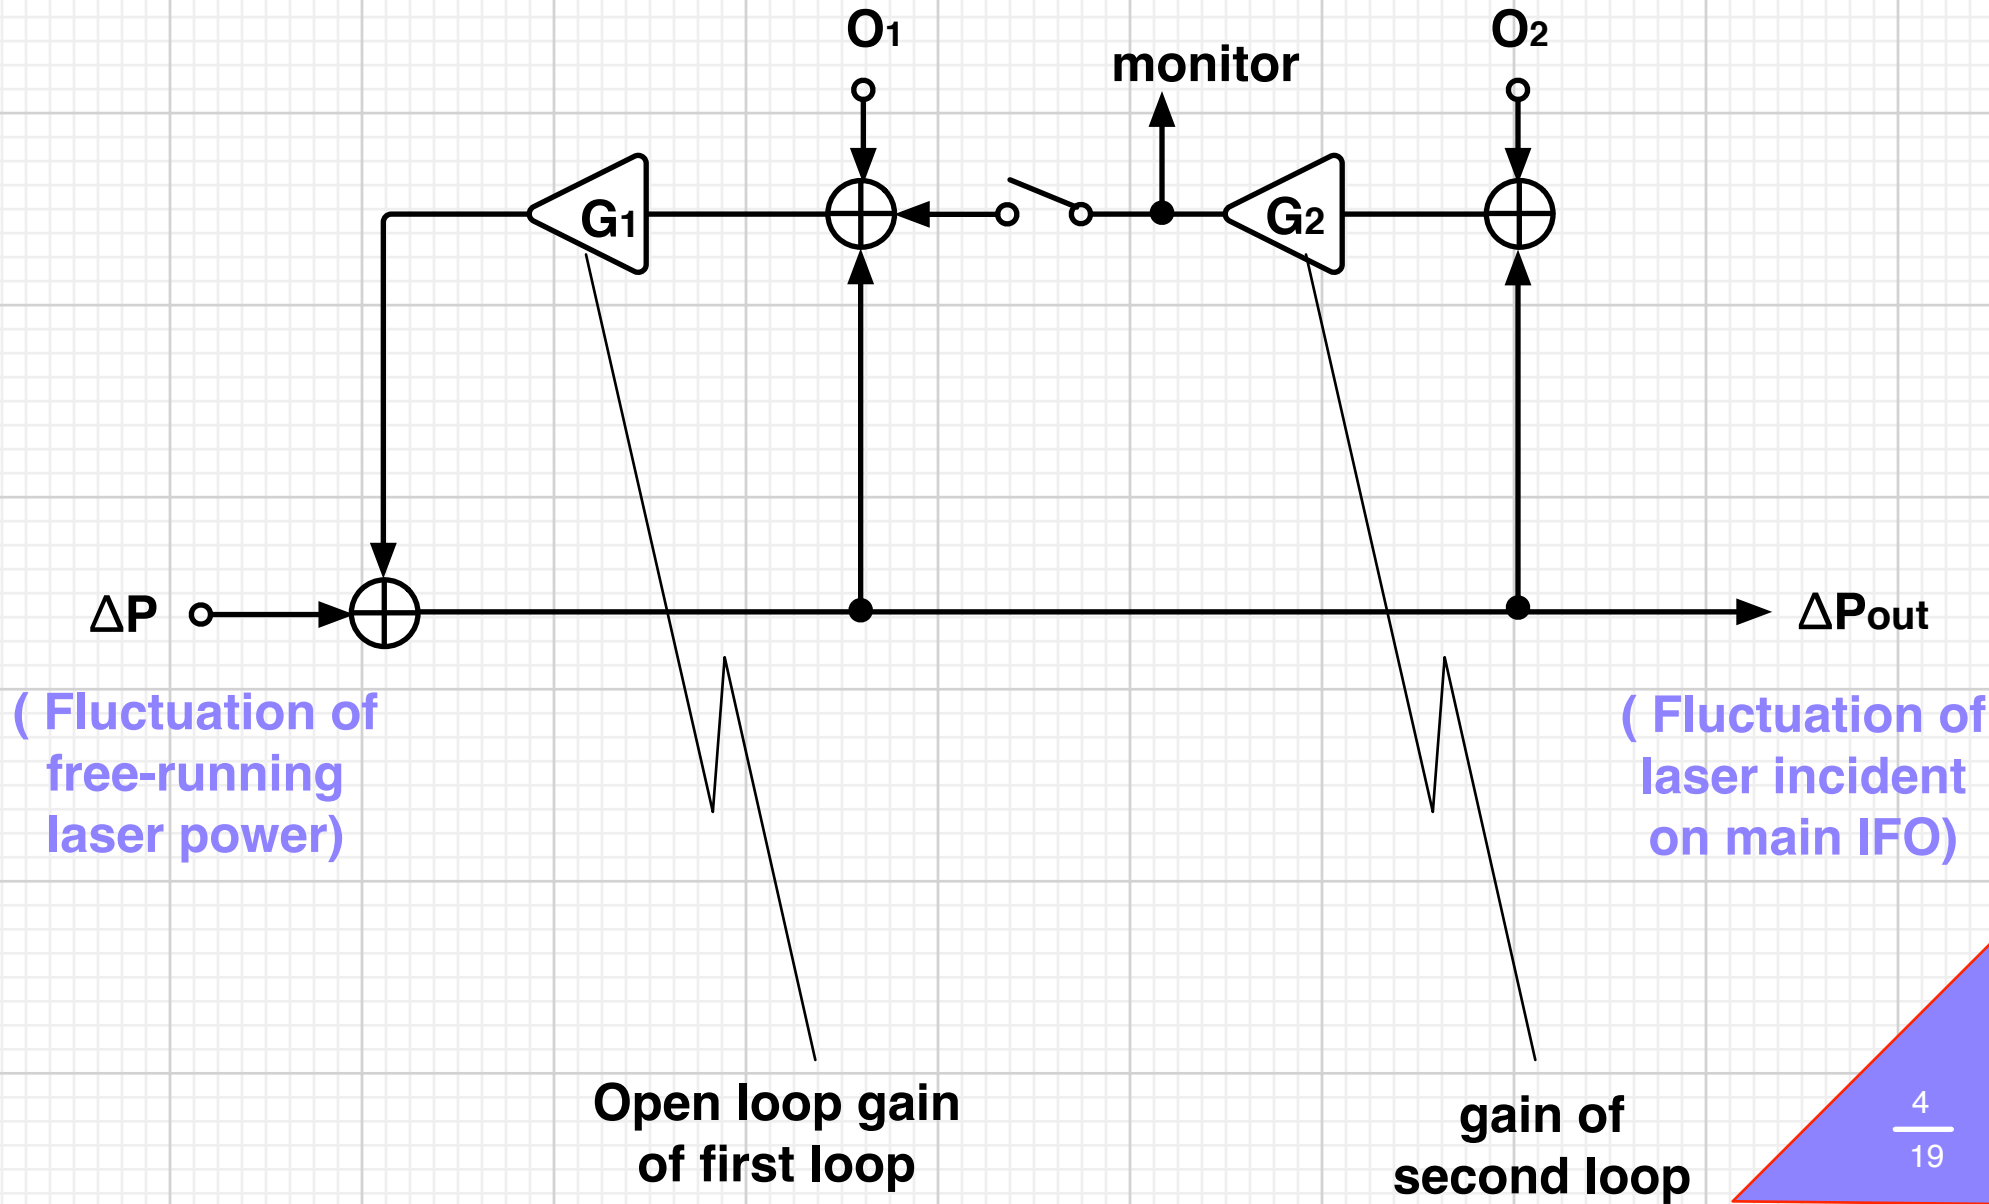 O1
O2
monitor
G1
G2
ΔP
ΔPout
( Fluctuation of
free-running
laser power)
( Fluctuation of
laser incident
on main IFO)
Open loop gain
of first loop
gain of
second loop
4
19